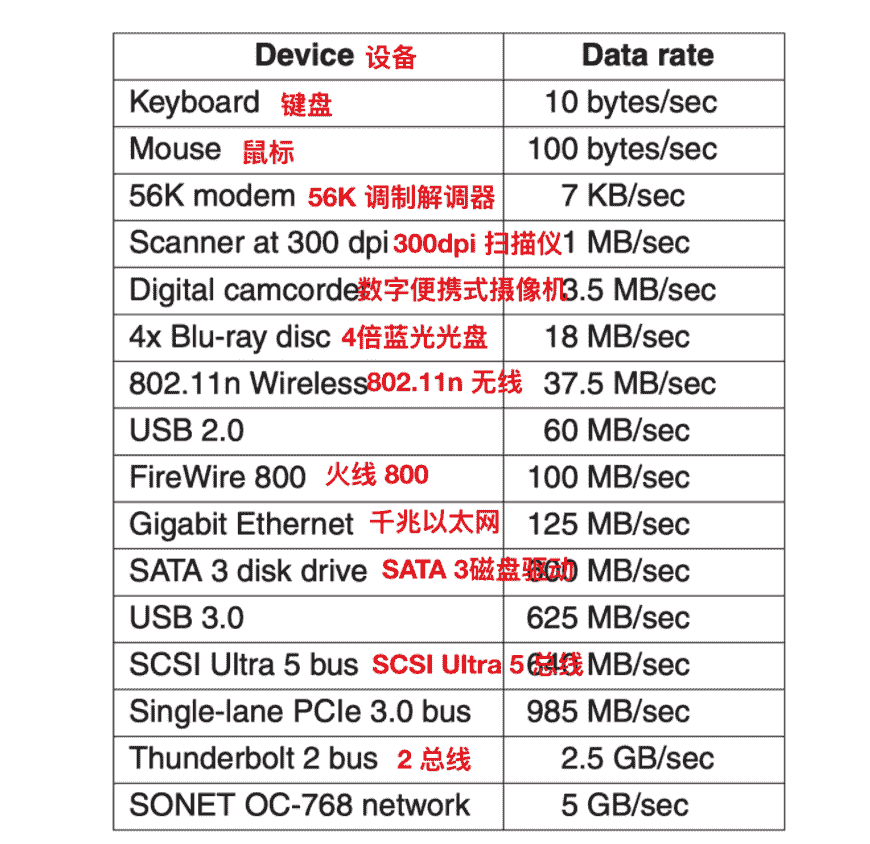 Device 设备 Data rate
Keyboard 键盘 10 bytes/sec
Mouse 鼠标 100 bytes/sec
56K modem 56K 调制解调器 7 KB/sec
Scanner at 300 dpi 300dpi 扫描仪 1 MB/sec
Digital camcorder 数字便携式摄像机 3.5 MB/sec
4x Blu-ray disc 4倍蓝光光盘 18 MB/sec
802.11n Wireless 802.11n 无线 37.5 MB/sec
USB 2.0 60 MB/sec
FireWire 800 火线 800 100 MB/sec
Gigabit Ethernet 千兆以太网 125 MB/sec
SATA 3 disk drive SATA 3磁盘驱动 600 MB/sec
USB 3.0 625 MB/sec
SCSI Ultra 5 bus SCSI Ultra 5 总线 640 MB/sec
Single-lane PCIe 3.0 bus 985 MB/sec
Thunderbolt 2 bus 2 总线 2.5 GB/sec
SONET OC-768 network 5 GB/sec